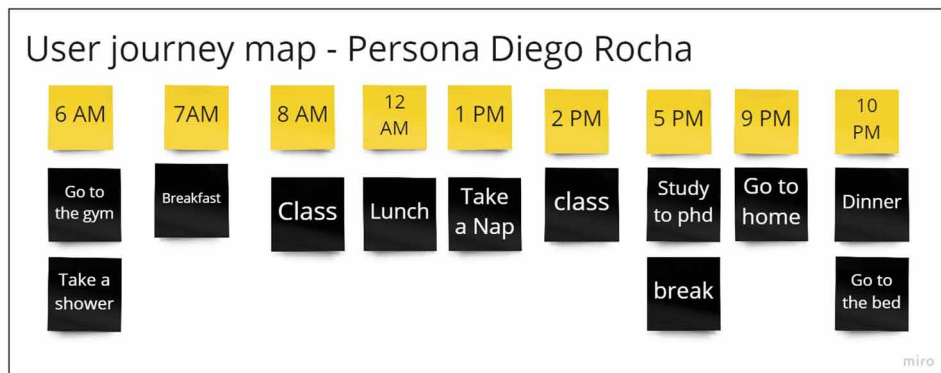 User journey map - Persona Diego Rocha
6 AM
7AM
8 AM
12
AM
1 PM
2 PM
5 PM
9 PM
10
PM
Go to
the gym
Breakfast
Class
Lunch
Take
a Nap
class
Study
to phd
Go to
home
Dinner
Take a
shower
break
Go to
the bed
miro